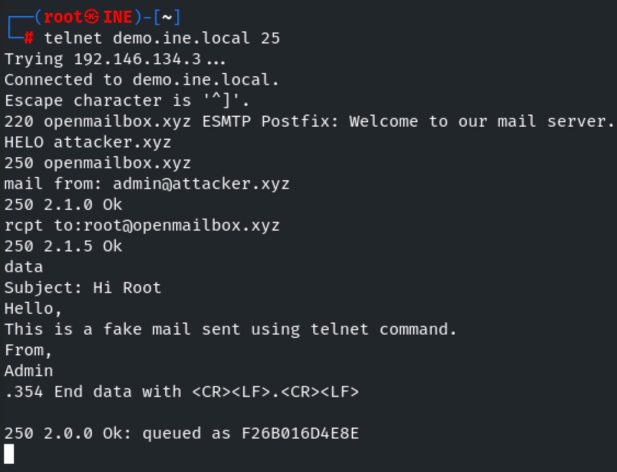 ┌──(root㉿INE)-[~]
└─# telnet demo.ine.local 25
Trying 192.146.134.3...
Connected to demo.ine.local.
Escape character is '^]'.
220 openmailbox.xyz ESMTP Postfix: Welcome to our mail server.
HELO attacker.xyz
250 openmailbox.xyz
mail from: admin@attacker.xyz
250 2.1.0 Ok
rcpt to:root@openmailbox.xyz
250 2.1.5 Ok
data
Subject: Hi Root
Hello,
This is a fake mail sent using telnet command.
From,
Admin
.354 End data with <CR><LF>.<CR><LF>
250 2.0.0 Ok: queued as F26B016D4E8E